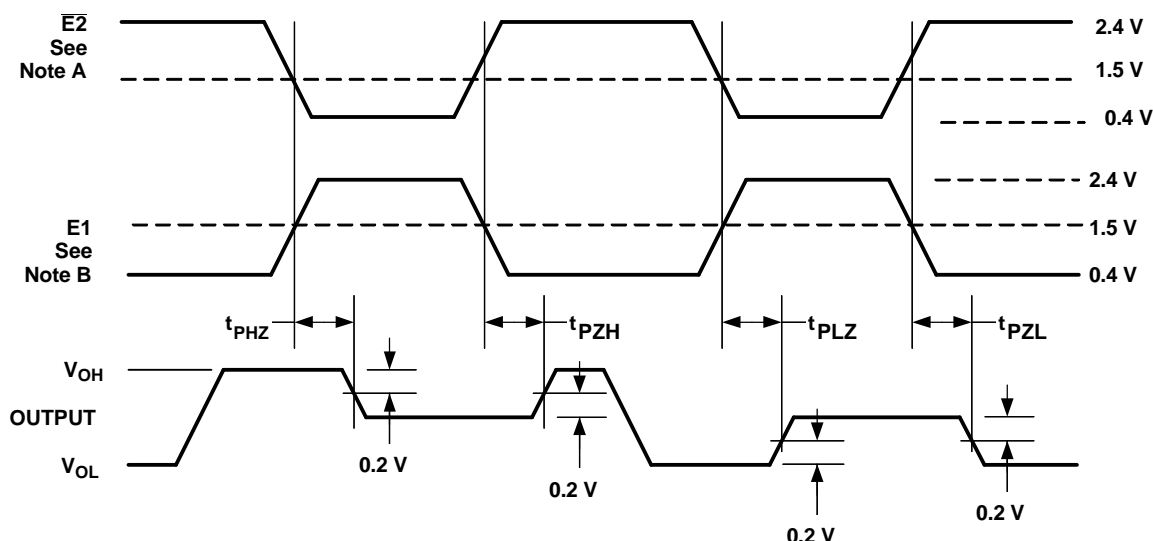 E2
See
Note A
2.4 V
1.5 V
0.4 V
2.4 V
E1
See
Note B
1.5 V
0.4 V
tPHZ
tPZH
tPLZ
tPZL
VOH
OUTPUT
VOL
0.2 V
0.2 V
0.2 V
0.2 V